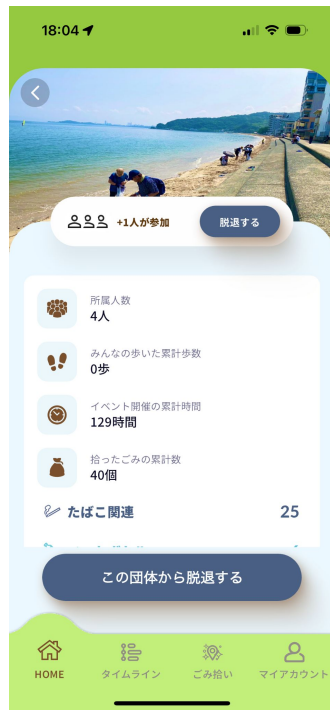 18:04
+1人が参加
脱退する
所属人数
4人
みんなの歩いた累計歩数
0歩
イベント開催の累計時間
129時間
拾ったごみの累計数
40個
たばこ関連 25
この団体から脱退する
HOME タイムライン ごみ拾い マイアカウント